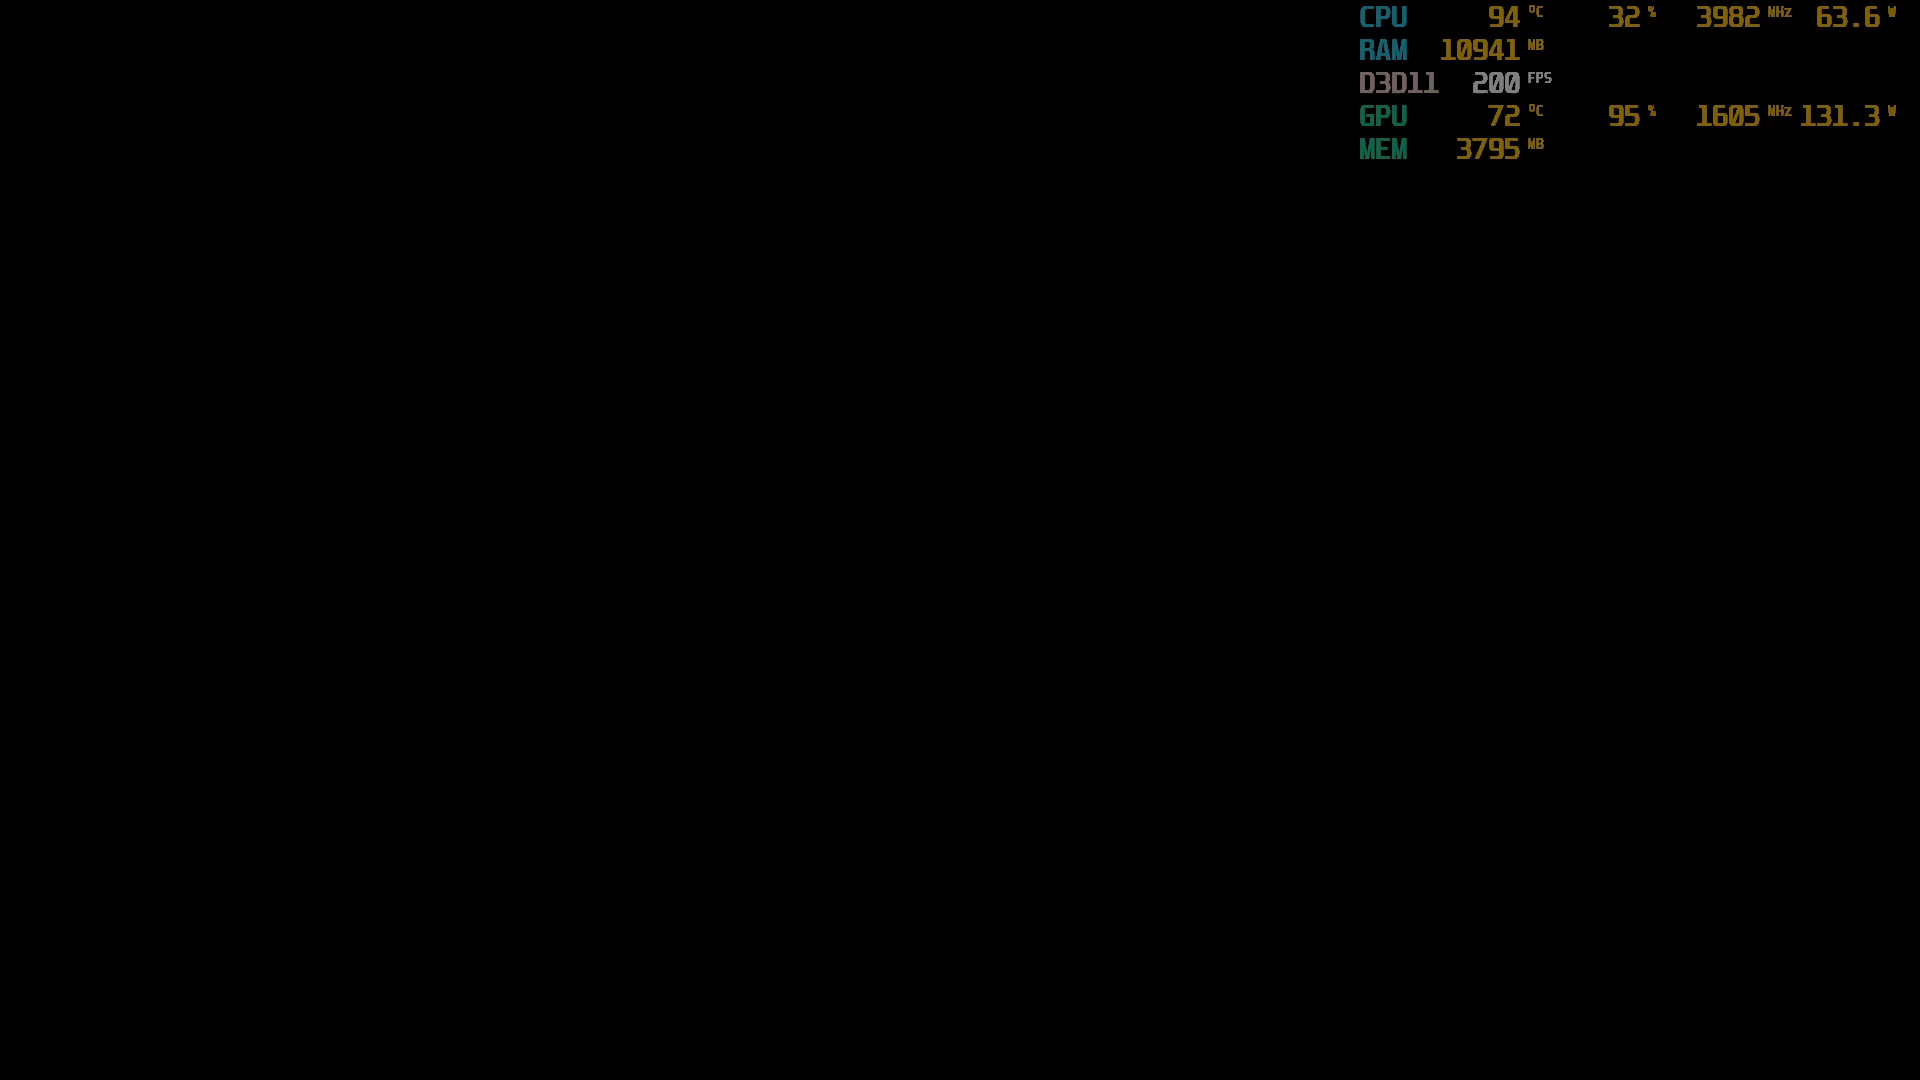 CPU 94 °C 32 % 3982 MHz 63.6 W
RAM 10941 MB
D3D11 200 FPS
GPU 72 °C 95 % 1605 MHz 131.3 W
MEM 3795 MB